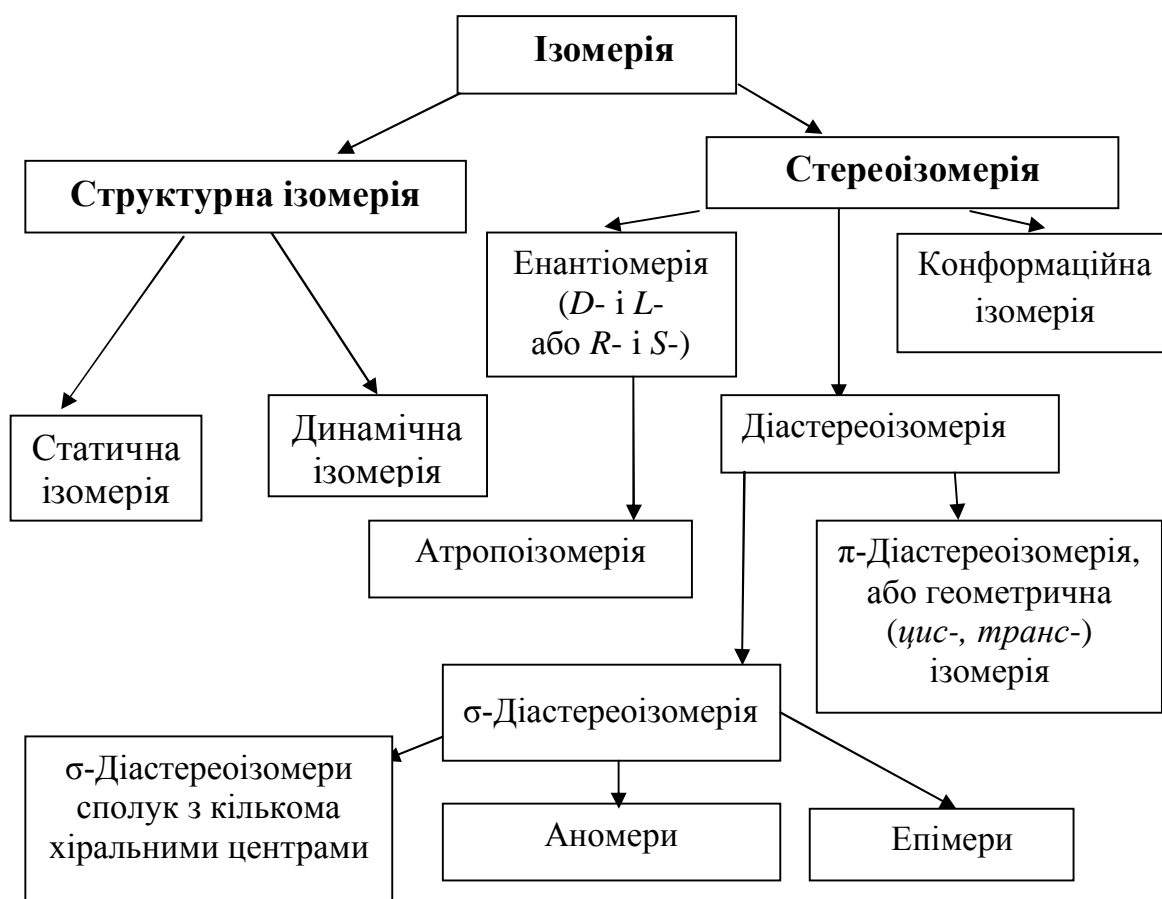 Ізомерія
Структурна ізомерія
Стереоізомерія
Енантіомерія
(D- і L-
або R- і S-)
Конформаційна
ізомерія
Статична
ізомерія
Динамічна
ізомерія
Діастереоізомерія
Атропоізомерія
π-Діастереоізомерія,
або геометрична
(цис-, транс-)
ізомерія
σ-Діастереоізомерія
σ-Діастереоізомери
сполук з кількома
хіральними центрами
Аномери
Епімери